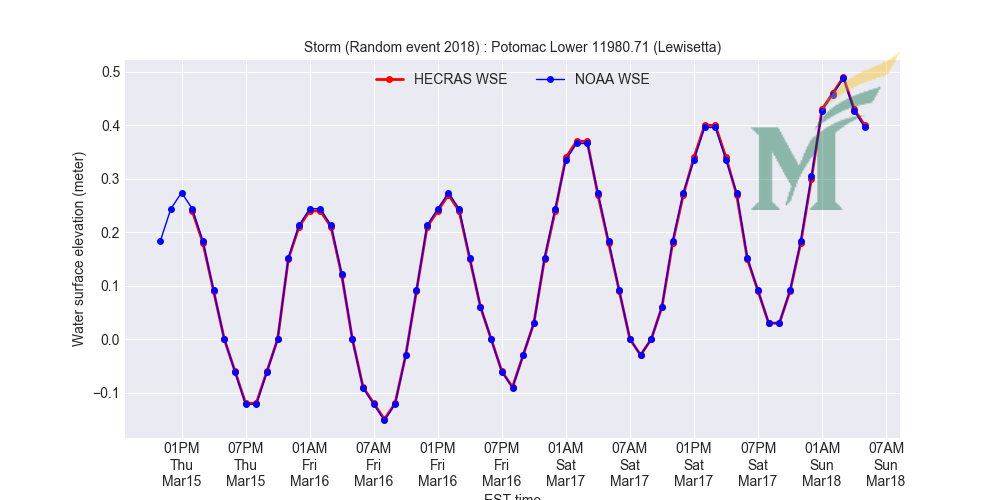 Storm (Random event 2018) : Potomac Lower 11980.71 (Lewisetta)
HECRAS WSE
NOAA WSE
M
Water surface elevation (meter)
0.5
0.4
0.3
0.2
0.1
0.0
−0.1
01PM Thu Mar15
07PM Thu Mar15
01AM Fri Mar16
07AM Fri Mar16
01PM Fri Mar16
07PM Fri Mar16
01AM Sat Mar17
07AM Sat Mar17
01PM Sat Mar17
07PM Sat Mar17
01AM Sun Mar18
07AM Sun Mar18
EST time